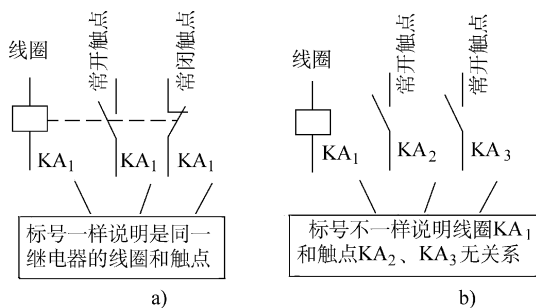 线圈
常开触点
常闭触点
KA₁
KA₁
KA₁
标号一样说明是同一
继电器的线圈和触点
a)
线圈
常开触点
常开触点
KA₁
KA₂
KA₃
标号不一样说明线圈KA₁
和触点KA₂、KA₃无关系
b)